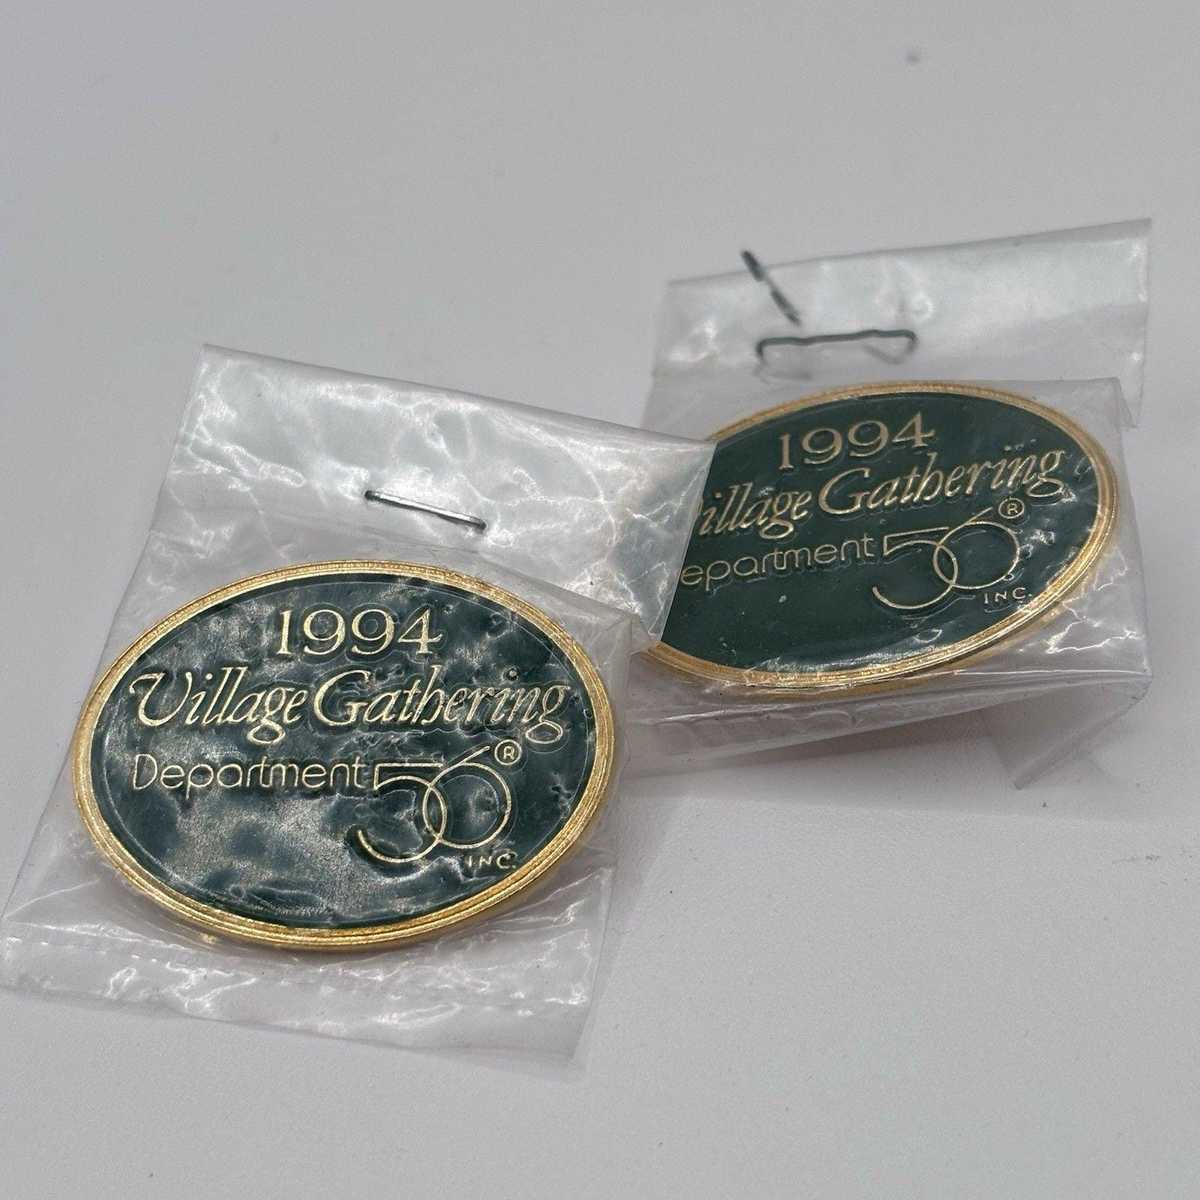 1994
Village Gathering
Department 56®
INC.
1994
Village Gathering
Department 56®
INC.